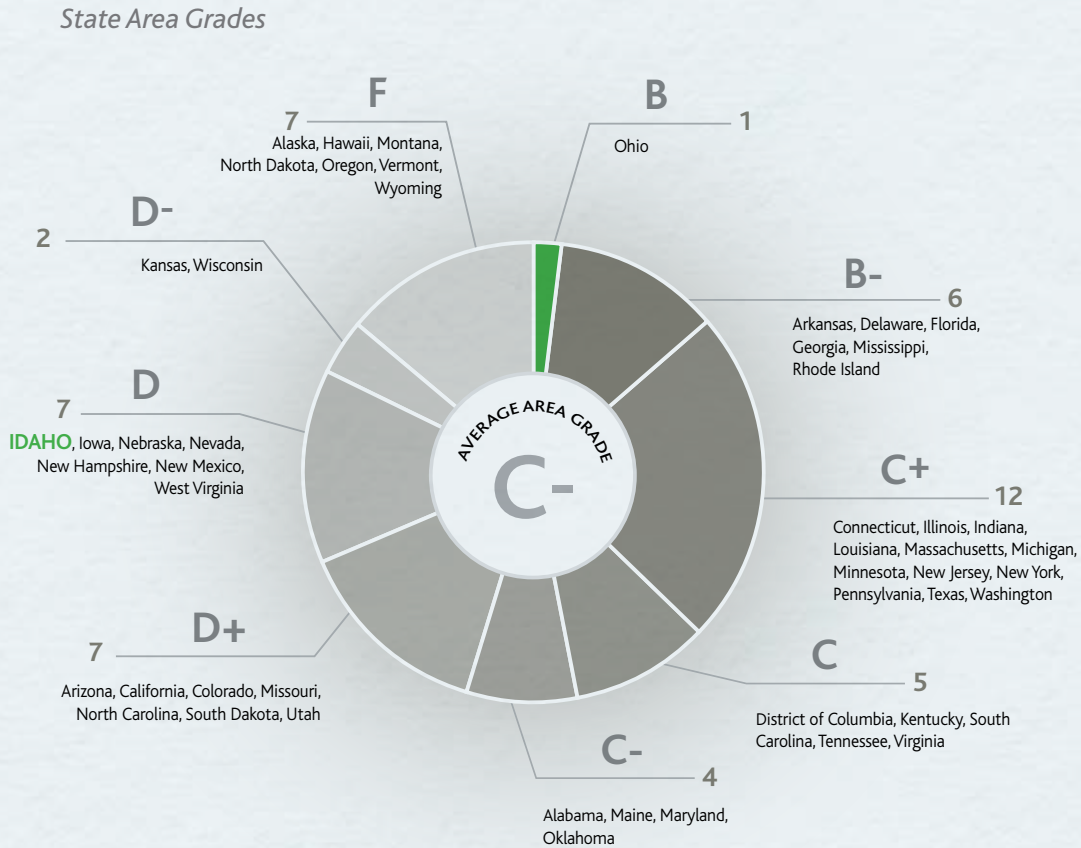 State Area Grades
F
7
Alaska, Hawaii, Montana,
North Dakota, Oregon, Vermont,
Wyoming
B
1
Ohio
D-
2
Kansas, Wisconsin
B-
6
Arkansas, Delaware, Florida,
Georgia, Mississippi,
Rhode Island
D
7
IDAHO, Iowa, Nebraska, Nevada,
New Hampshire, New Mexico,
West Virginia
AVERAGE AREA GRADE
C-
C+
12
Connecticut, Illinois, Indiana,
Louisiana, Massachusetts, Michigan,
Minnesota, New Jersey, New York,
Pennsylvania, Texas, Washington
D+
7
Arizona, California, Colorado, Missouri,
North Carolina, South Dakota, Utah
C
5
District of Columbia, Kentucky, South
Carolina, Tennessee, Virginia
C-
4
Alabama, Maine, Maryland,
Oklahoma